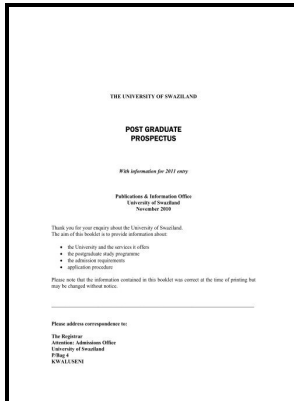 THE UNIVERSITY OF SWAZILAND
POST GRADUATE
PROSPECTUS
With information for 2011 entry
Publications & Information Office
University of Swaziland
November 2010
Thank you for your enquiry about the University of Swaziland.
The aim of this booklet is to provide information about:
• the University and the services it offers
• the postgraduate study programme
• the admission requirements
• application procedure
Please note that the information contained in this booklet was correct at the time of printing but
may be changed without notice.
Please address correspondence to:
The Registrar
Attention: Admissions Office
University of Swaziland
P/Bag 4
KWALUSENI